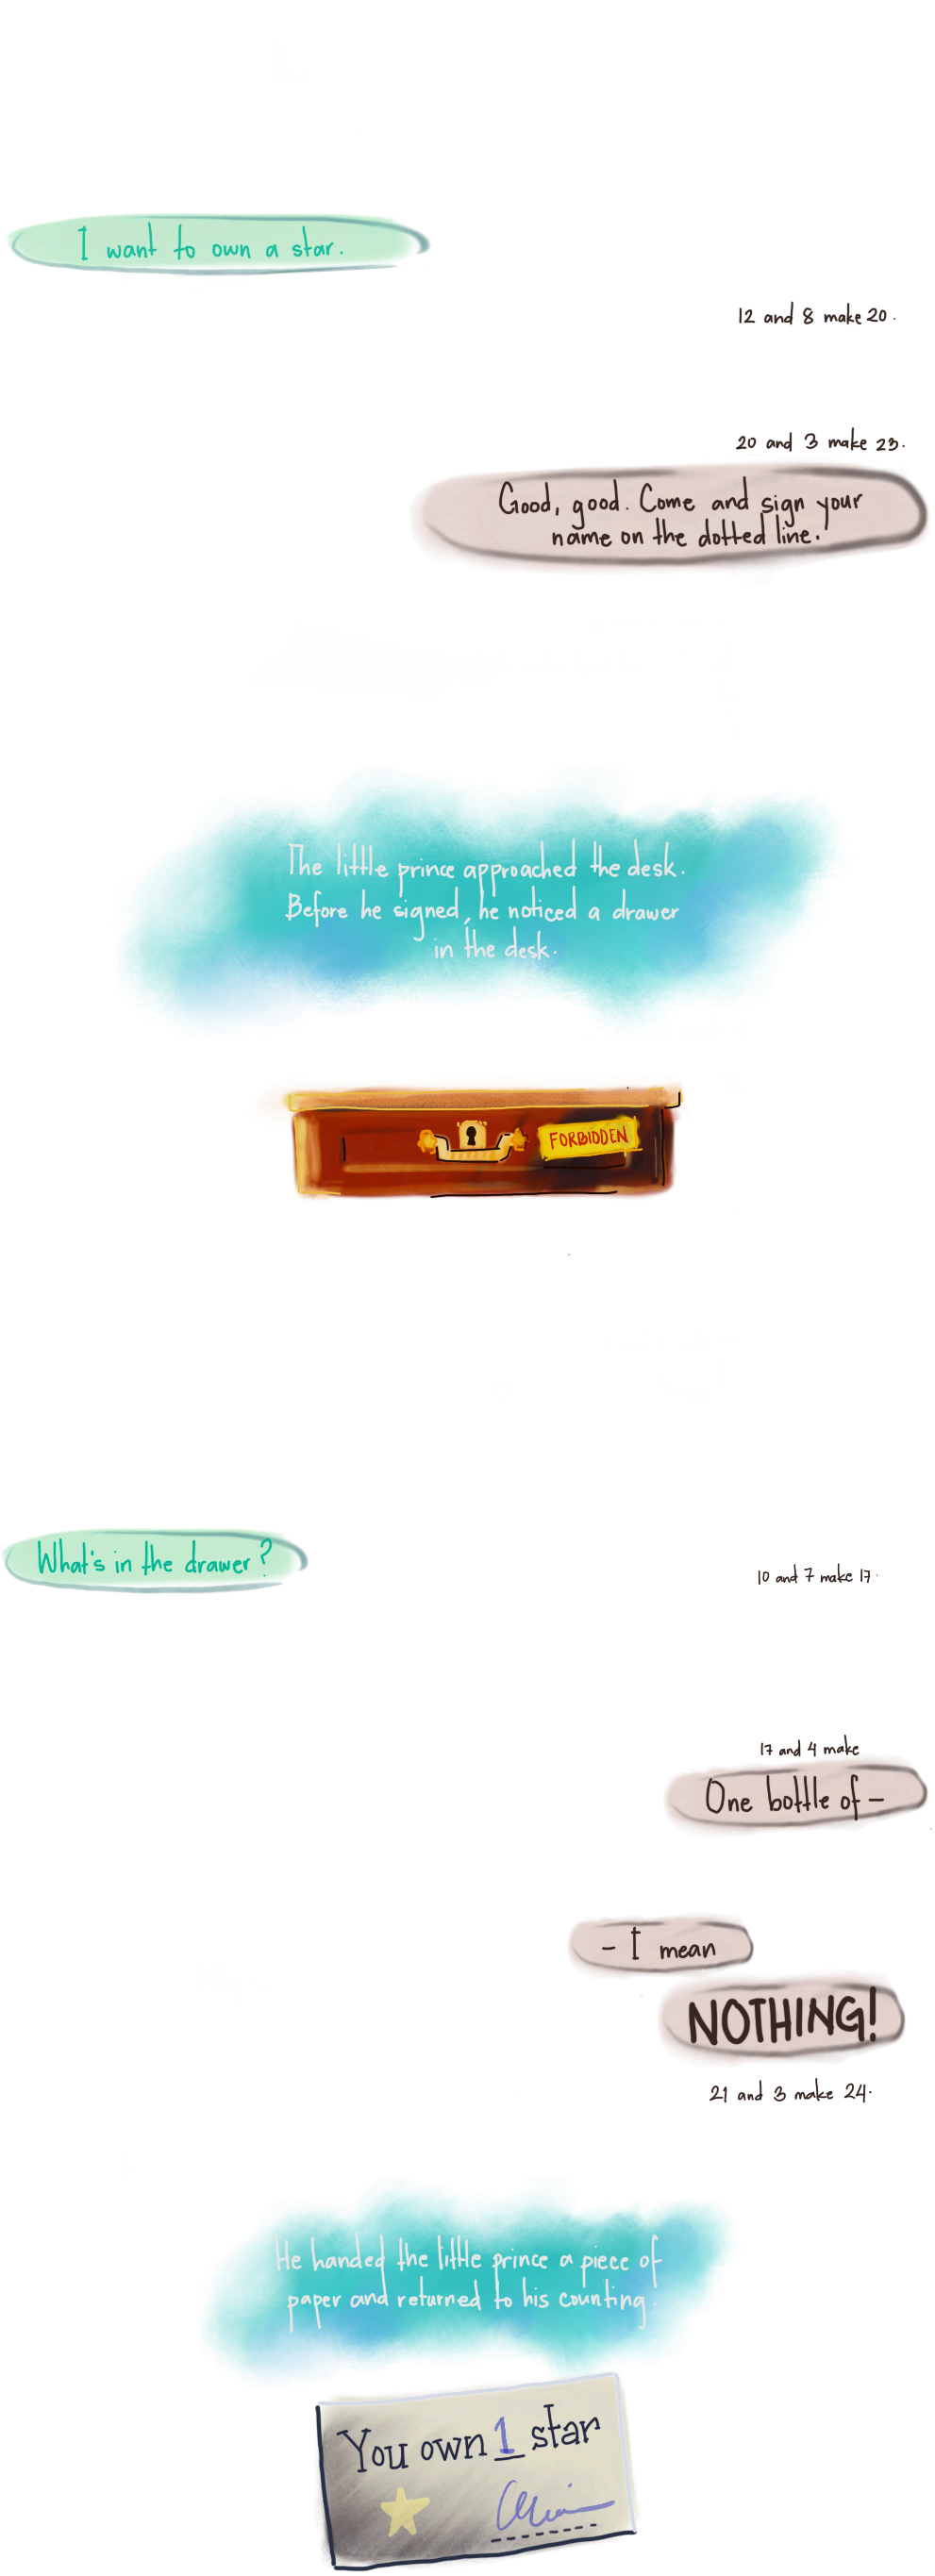 I want to own a star.
12 and 8 make 20.
20 and 3 make 23.
Good, good. Come and sign your
name on the dotted line.
The little prince approached the desk.
Before he signed, he noticed a drawer
in the desk.
FORBIDDEN
What's in the drawer?
10 and 7 make 17.
17 and 4 make
One bottle of –
– I mean
NOTHING!
21 and 3 make 24.
He handed the little prince a piece of
paper and returned to his counting.
You own 1 star